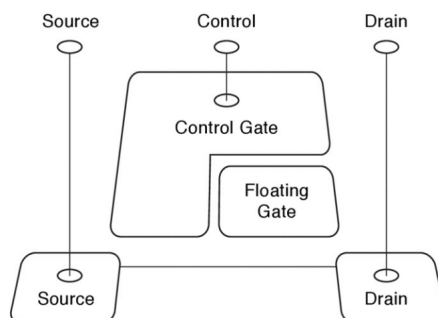 Source
Control
Drain
Control Gate
Floating
Gate
Source
Drain